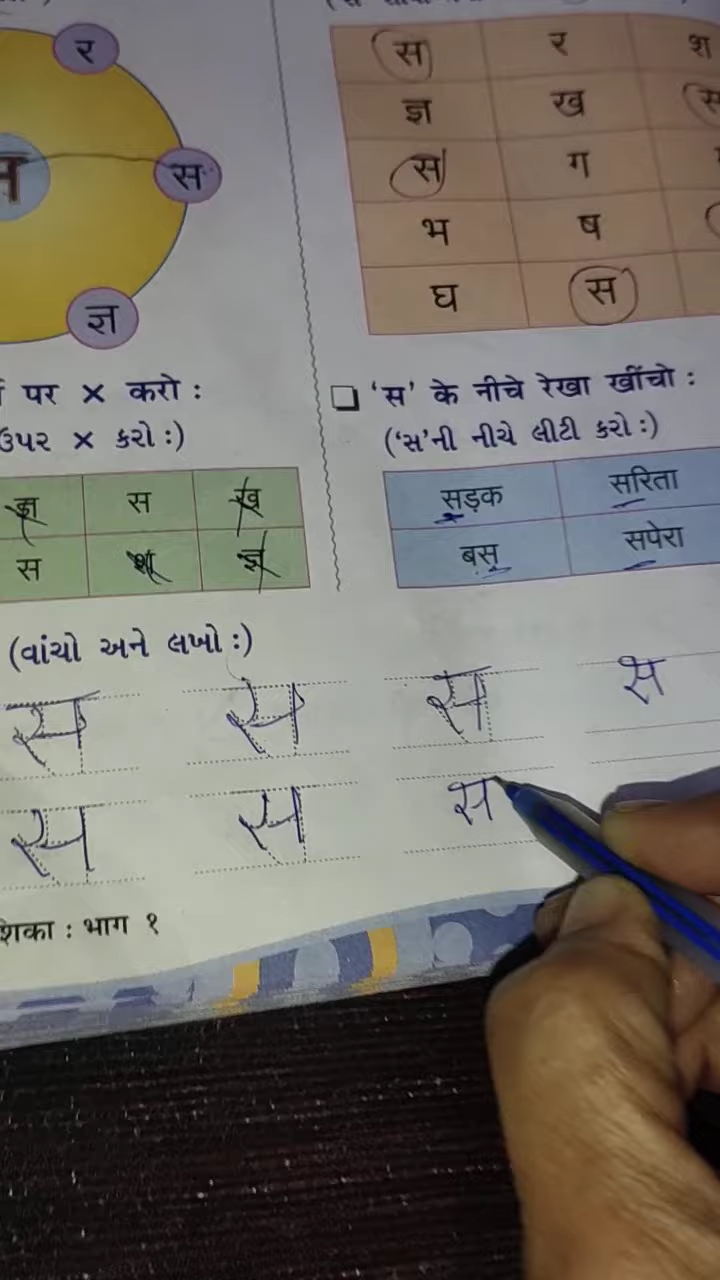 र
स
ज्ञ
स र श
ज्ञ ख
स ग
भ ष
घ स
पर × करो :
ઉપર × કરો :)
'स' के नीचे रेखा खींचो :
('સ'ની નીચે લીટી કરો :)
स
स
सड़क सरिता
बस सपेरा
(વાંચો અને લખો :)
स स स स
स स स
शिका : भाग १